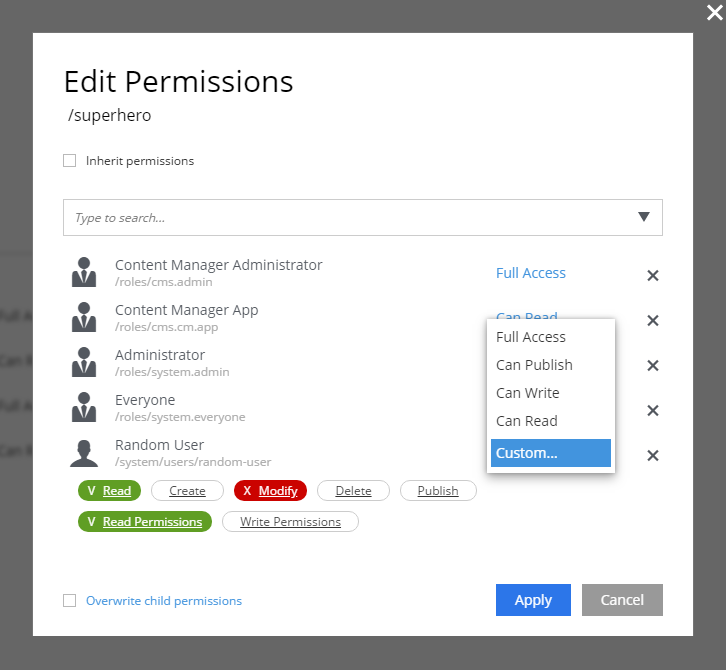 Edit Permissions
/superhero
Inherit permissions
Type to search...
Content Manager Administrator
/roles/cms.admin
Full Access
Content Manager App
/roles/cms.cm.app
Can Read
Full Access
Administrator
/roles/system.admin
Can Publish
Can Write
Everyone
/roles/system.everyone
Can Read
Random User
/system/users/random-user
Custom...
V Read
Create
X Modify
Delete
Publish
V Read Permissions
Write Permissions
Overwrite child permissions
Apply
Cancel